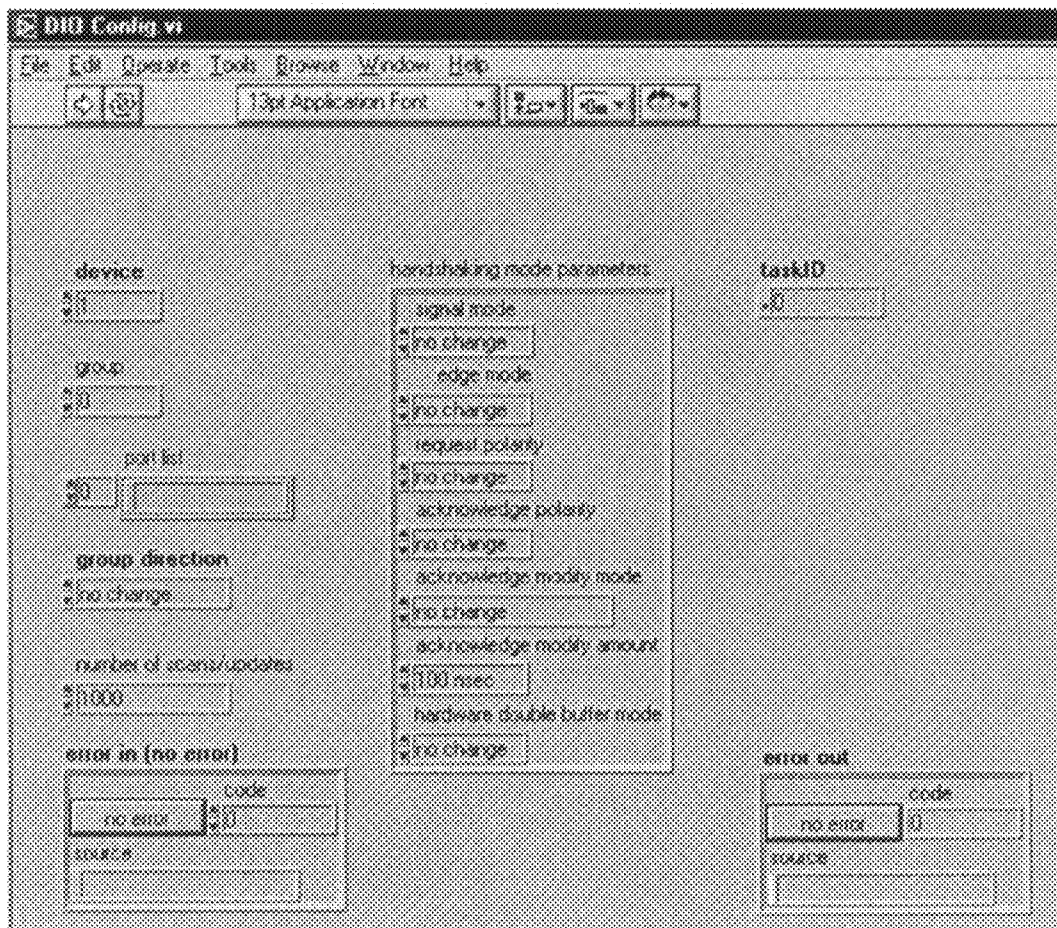 DIO Config.vi
File Edit Operate Tools Browse Window Help
13pt Application Font
device
1
group
0
port list
0
group direction
no change
number of scans/updates
1000
error in (no error)
code
no error
0
source
handshaking mode parameters
signal mode
no change
edge mode
no change
request polarity
no change
acknowledge polarity
no change
acknowledge modify mode
no change
acknowledge modify amount
100 nsec
hardware double buffer mode
no change
taskID
0
error out
code
no error
0
source